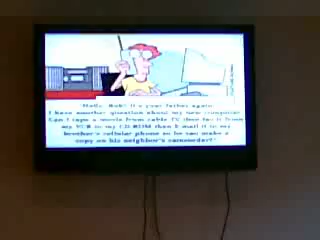 "Hello, Bob? It's your father again.
I have another question about my new computer.
Can I tape a movie from cable TV then fax it from
my VCR to my CD-ROM then E-mail it to my
brother's cellular phone so he can make a
copy on his neighbor's camcorder?"